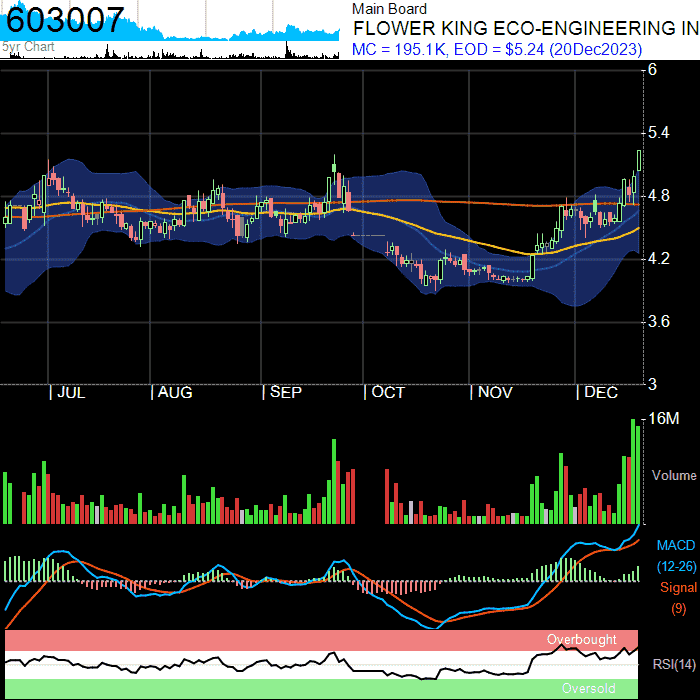 603007
5yr Chart
Main Board
FLOWER KING ECO-ENGINEERING IN
MC = 195.1K, EOD = $5.24 (20Dec2023)
6
5.4
4.8
4.2
3.6
3
| JUL | AUG | SEP | OCT | NOV | DEC
16M
Volume
MACD
(12-26)
Signal
(9)
Overbought
RSI(14)
Oversold